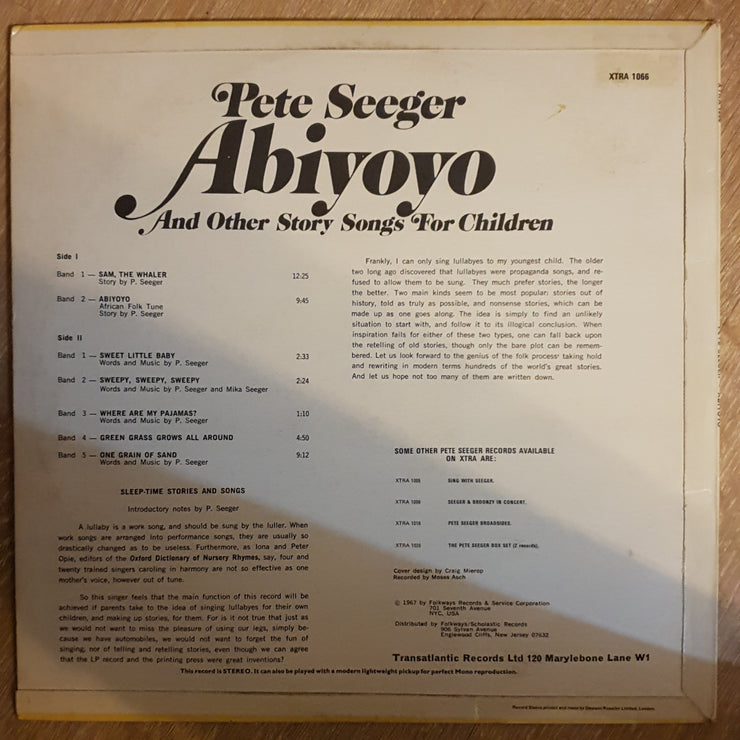 XTRA 1066
Pete Seeger
Abiyoyo
And Other Story Songs For Children
Side I
Band 1 — SAM, THE WHALER 12:25
Story by P. Seeger
Band 2 — ABIYOYO 9:45
African Folk Tune
Story by P. Seeger
Side II
Band 1 — SWEET LITTLE BABY 2:33
Words and Music by P. Seeger
Band 2 — SWEEPY, SWEEPY, SWEEPY 2:24
Words and Music by P. Seeger and Mika Seeger
Band 3 — WHERE ARE MY PAJAMAS? 1:10
Words and Music by P. Seeger
Band 4 — GREEN GRASS GROWS ALL AROUND 4:50
Band 5 — ONE GRAIN OF SAND 9:12
Words and Music by P. Seeger
SLEEP-TIME STORIES AND SONGS
Introductory notes by P. Seeger
A lullaby is a work song, and should be sung by the luller. When
work songs are arranged into performance songs, they are usually so
drastically changed as to be useless. Furthermore, as Iona and Peter
Opie, editors of the Oxford Dictionary of Nursery Rhymes, say, four and
twenty trained singers caroling in harmony are not so effective as one
mother's voice, however out of tune.
So this singer feels that the main function of this record will be
achieved if parents take to the idea of singing lullabyes for their own
children, and making up stories, for them. For is it not true that just as
we would not want to miss the pleasure of using our legs, simply be-
cause we have automobiles, we would not want to forget the fun of
singing, nor of telling and retelling stories, even though we can agree
that the LP record and the printing press were great inventions?
Frankly, I can only sing lullabyes to my youngest child. The older
two long ago discovered that lullabyes were propaganda songs, and re-
fused to allow them to be sung. They much prefer stories, the longer
the better. Two main kinds seem to be most popular: stories out of
history, told as truly as possible, and nonsense stories, which can be
made up as one goes along. The idea is simply to find an unlikely
situation to start with, and follow it to its illogical conclusion. When
inspiration fails for either of these two types, one can fall back upon
the retelling of old stories, though only the bare plot can be remem-
bered. Let us look forward to the genius of the folk process taking hold
and rewriting in modern terms hundreds of the world's great stories.
And let us hope not too many of them are written down.
SOME OTHER PETE SEEGER RECORDS AVAILABLE
ON XTRA ARE:
XTRA SING WITH SEEGER.
XTRA SEEGER & BROONZY IN CONCERT.
XTRA PETE SEEGER BROADSIDES.
XTRA THE PETE SEEGER BOX SET (2 records).
Cover design by Craig Mierop
Recorded by Moses Asch
© 1967 by Folkways Records & Service Corporation
701 Seventh Avenue
NYC, USA
Distributed by Folkways/Scholastic Records
906 Sylvan Avenue
Englewood Cliffs, New Jersey 07632
Transatlantic Records Ltd 120 Marylebone Lane W1
This record is STEREO. It can also be played with a modern lightweight pickup for perfect Mono reproduction.
Record Sleeve printed and made by Limited, London.